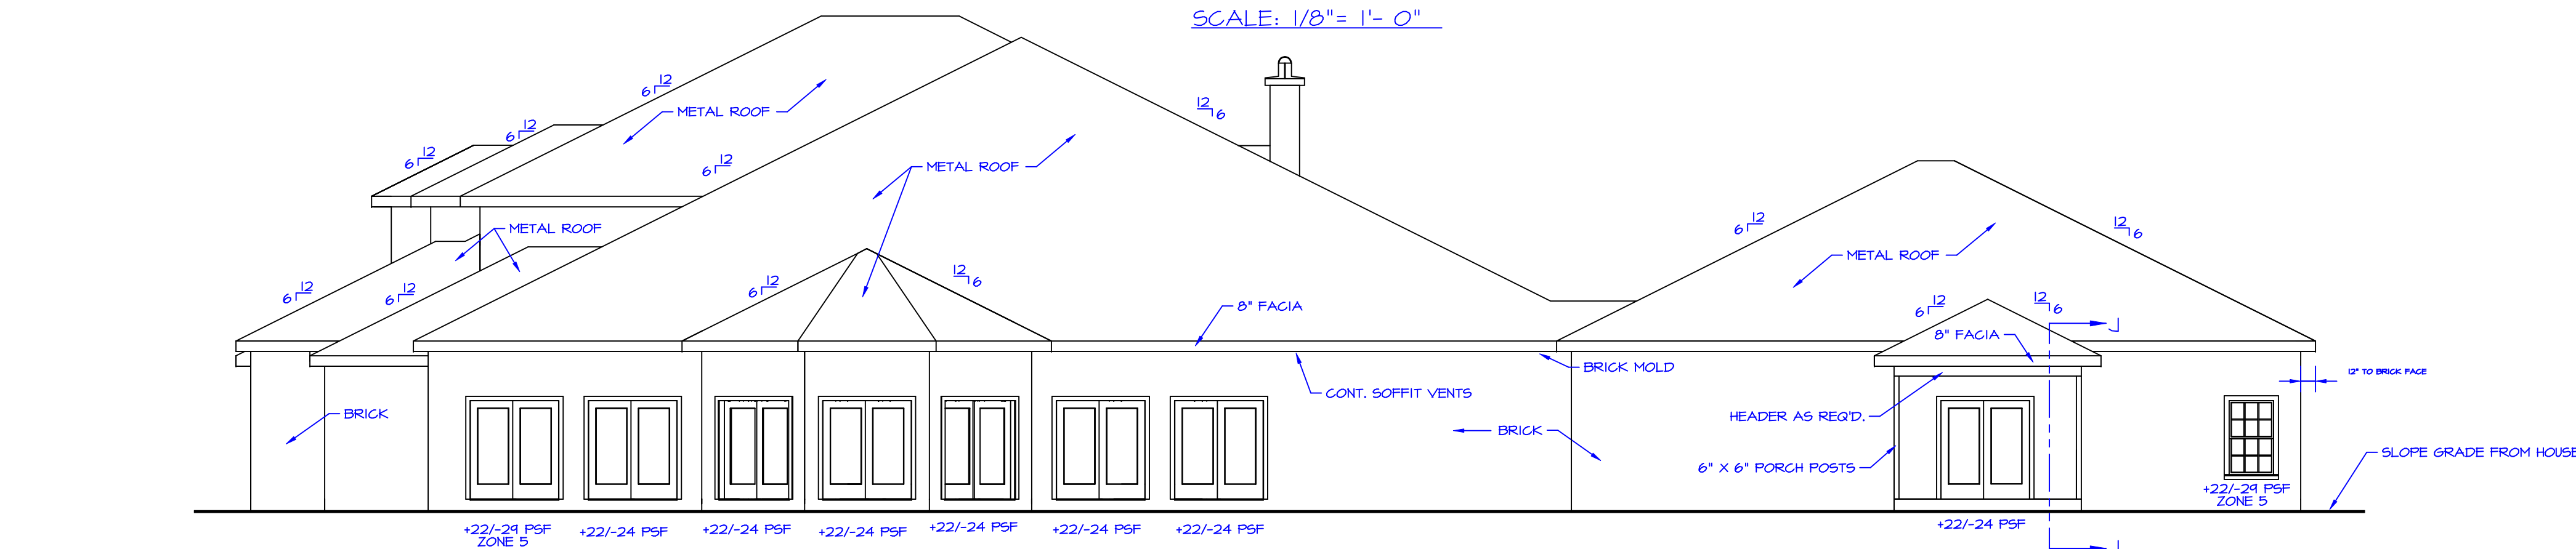 SCALE: 1/8"= 1'- 0"
12
6
METAL ROOF
12
6
12
6
12
6
12
6
METAL ROOF
METAL ROOF
12
6
12
6
12
6
12
6
12
6
METAL ROOF
12
6
12
6
12
6
12
6
8" FACIA
8" FACIA
J
BRICK MOLD
12" TO BRICK FACE
CONT. SOFFIT VENTS
BRICK
HEADER AS REQ'D.
BRICK
6" X 6" PORCH POSTS
SLOPE GRADE FROM HOUSE
+22/-29 PSF
ZONE 5
+22/-24 PSF
+22/-24 PSF
+22/-24 PSF
+22/-24 PSF
+22/-24 PSF
+22/-24 PSF
+22/-24 PSF
+22/-29 PSF
ZONE 5